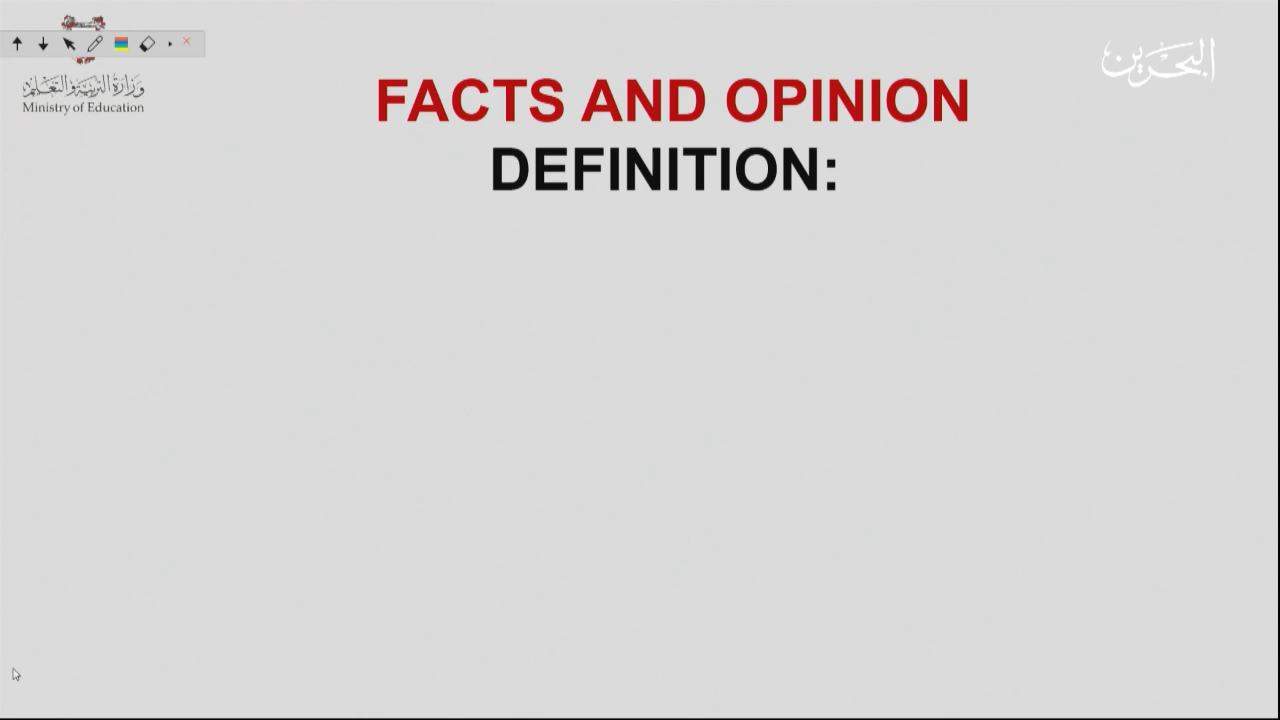 البحرين
وزارة التربية والتعليم
Ministry of Education
FACTS AND OPINION
DEFINITION: